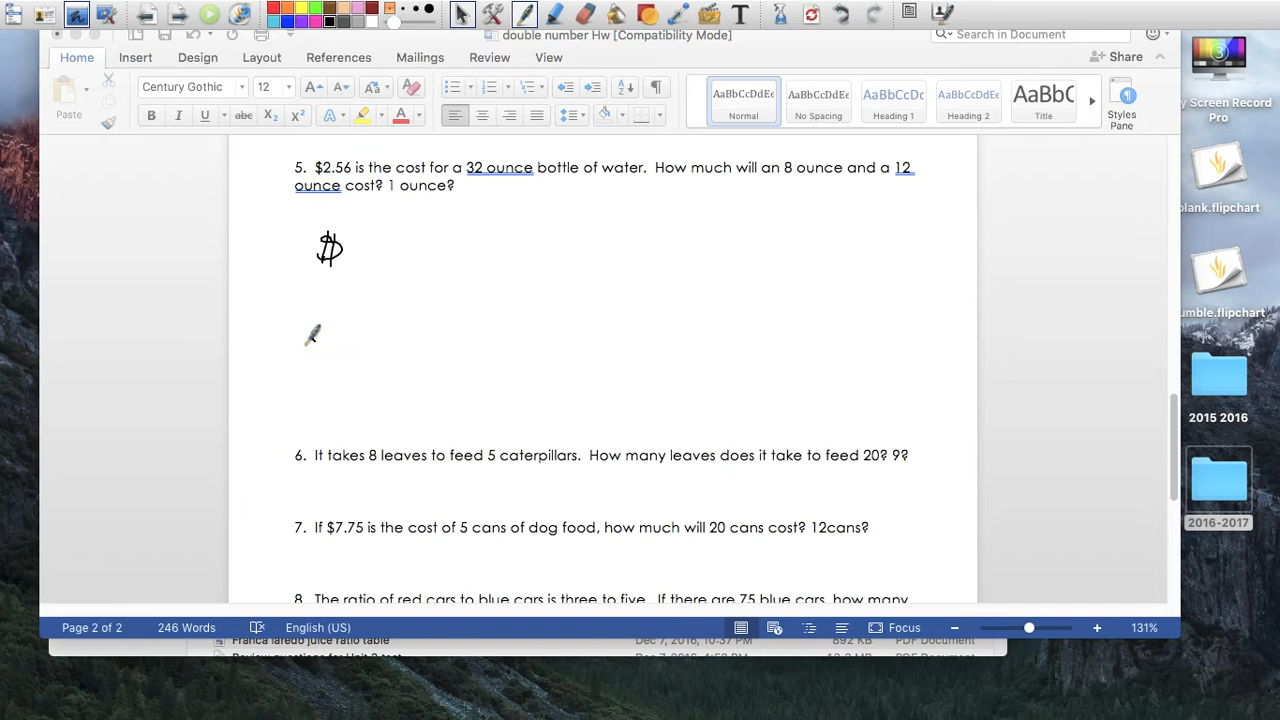 double number Hw [Compatibility Mode]
Search in Document
Home Insert Design Layout References Mailings Review View
Share
Paste
Century Gothic 12
B I U abc X₂ X²
AaBbCcDdEe AaBbCcDdEe AaBbCcDc AaBbCcDdEe AaBbC
Normal No Spacing Heading 1 Heading 2 Title
Styles
Pane
y Screen Record
Pro
5. $2.56 is the cost for a 32 ounce bottle of water. How much will an 8 ounce and a 12
ounce cost? 1 ounce?
$
6. It takes 8 leaves to feed 5 caterpillars. How many leaves does it take to feed 20? 9?
7. If $7.75 is the cost of 5 cans of dog food, how much will 20 cans cost? 12cans?
8. The ratio of red cars to blue cars is three to five. If there are 75 blue cars, how many
blank.flipchart
umble.flipchart
2015 2016
2016-2017
Page 2 of 2 246 Words English (US) Focus 131%
Franca laredo juice ratio table Dec 7, 2016, 10:37 PM 892 KB PDF Document